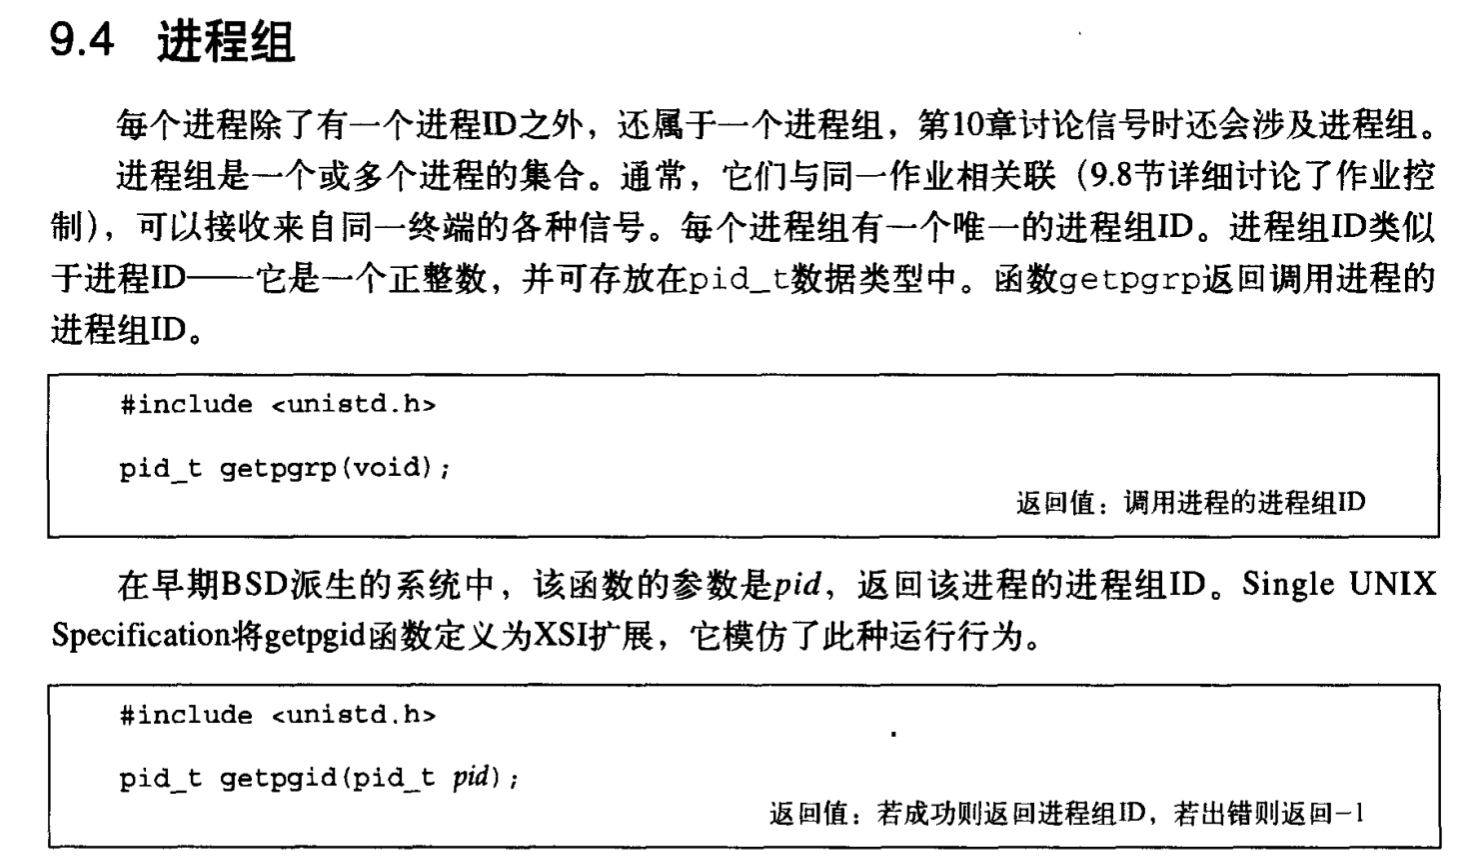 9.4 进程组
每个进程除了有一个进程ID之外，还属于一个进程组，第10章讨论信号时还会涉及进程组。
进程组是一个或多个进程的集合。通常，它们与同一作业相关联（9.8节详细讨论了作业控
制），可以接收来自同一终端的各种信号。每个进程组有一个唯一的进程组ID。进程组ID类似
于进程ID——它是一个正整数，并可存放在pid_t数据类型中。函数getpgrp返回调用进程的
进程组ID。
#include <unistd.h>
pid_t getpgrp(void);
返回值：调用进程的进程组ID
在早期BSD派生的系统中，该函数的参数是pid，返回该进程的进程组ID。Single UNIX
Specification将getpgid函数定义为XSI扩展，它模仿了此种运行行为。
#include <unistd.h>
pid_t getpgid(pid_t pid);
返回值：若成功则返回进程组ID，若出错则返回-1